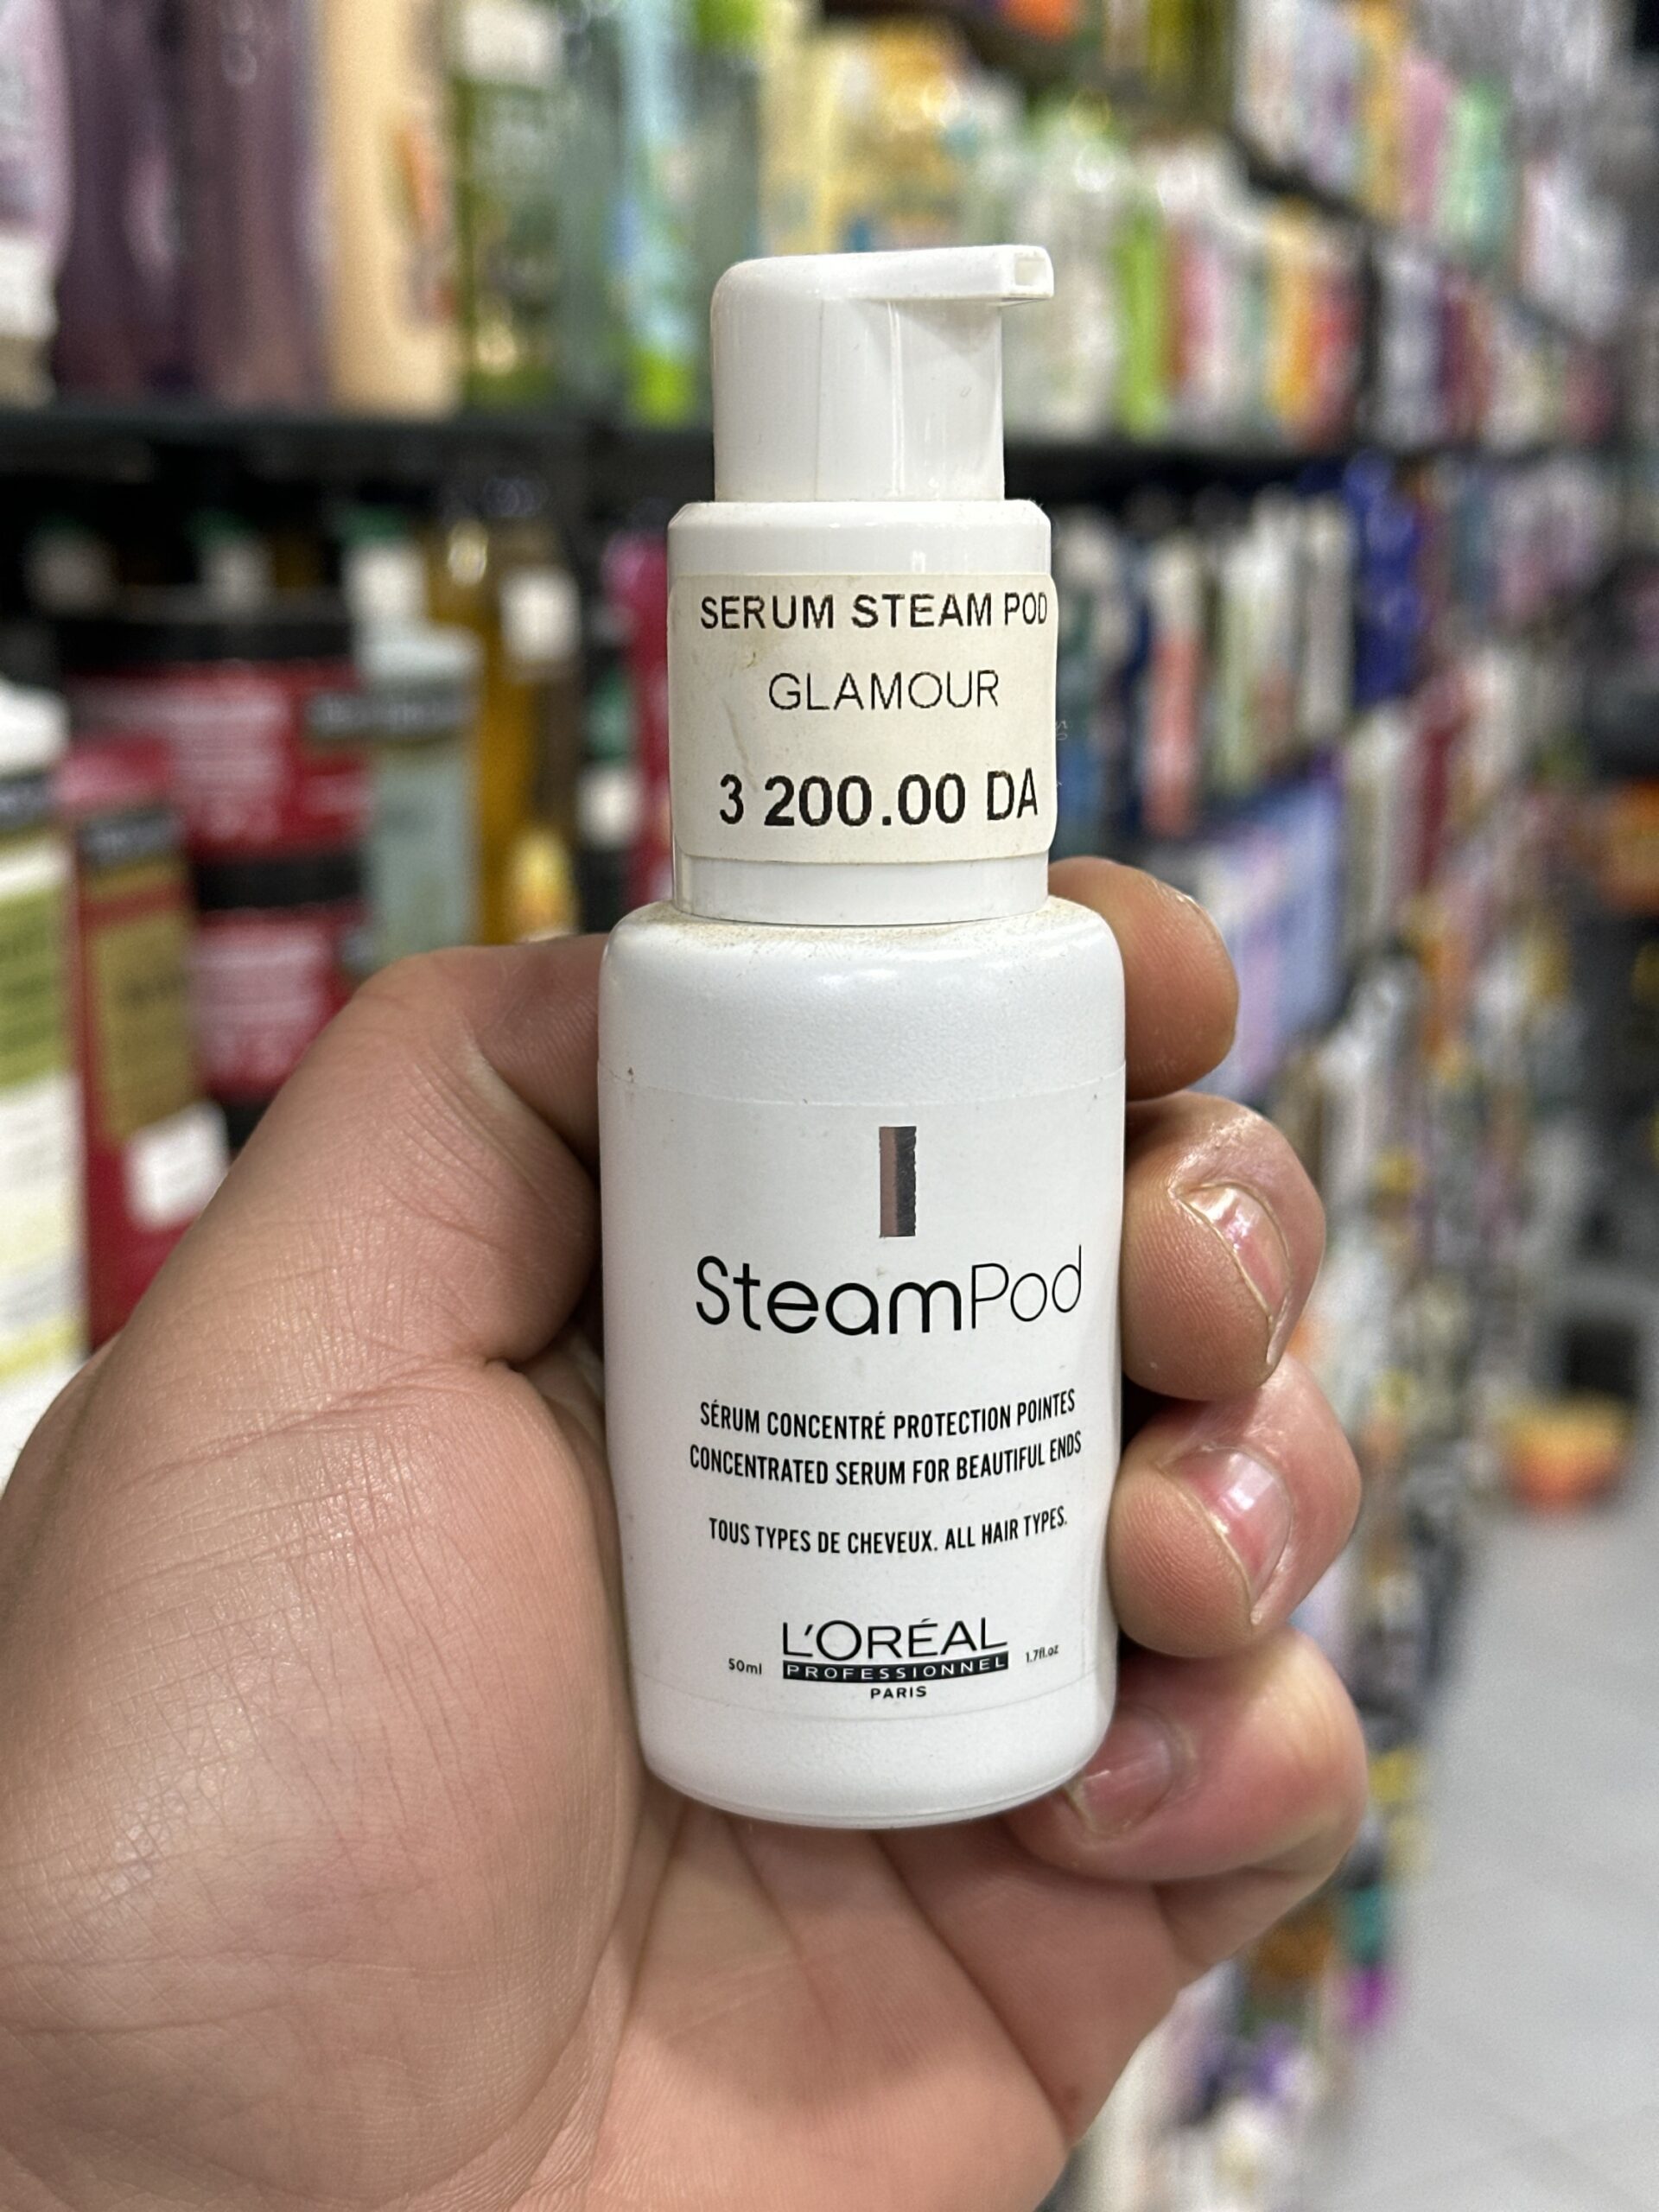 SERUM STEAM POD
GLAMOUR
3 200.00 DA
SteamPod
SÉRUM CONCENTRÉ PROTECTION POINTES
CONCENTRATED SERUM FOR BEAUTIFUL ENDS
TOUS TYPES DE CHEVEUX. ALL HAIR TYPES.
L'ORÉAL
50ml PROFESSIONNEL 1.7fl.oz
PARIS